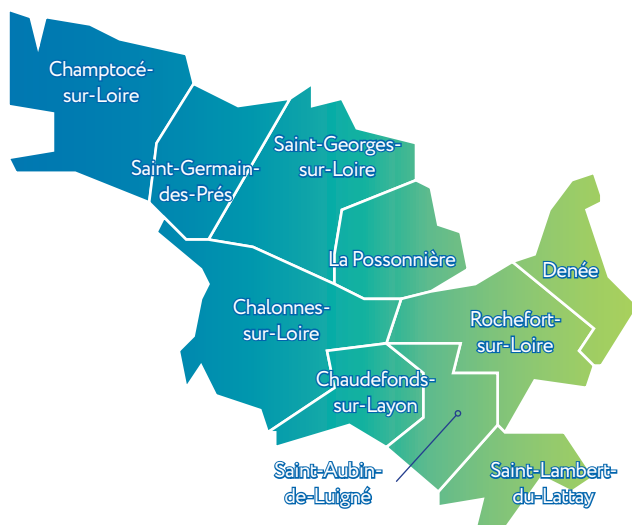 Champtocé-
sur-Loire
Saint-Germain-
des-Prés
Saint-Georges-
sur-Loire
La Possonnière
Denée
Chalonnes-
sur-Loire
Rochefort-
sur-Loire
Chaudefonds-
sur-Layon
Saint-Aubin-
de-Luigné
Saint-Lambert-
du-Lattay